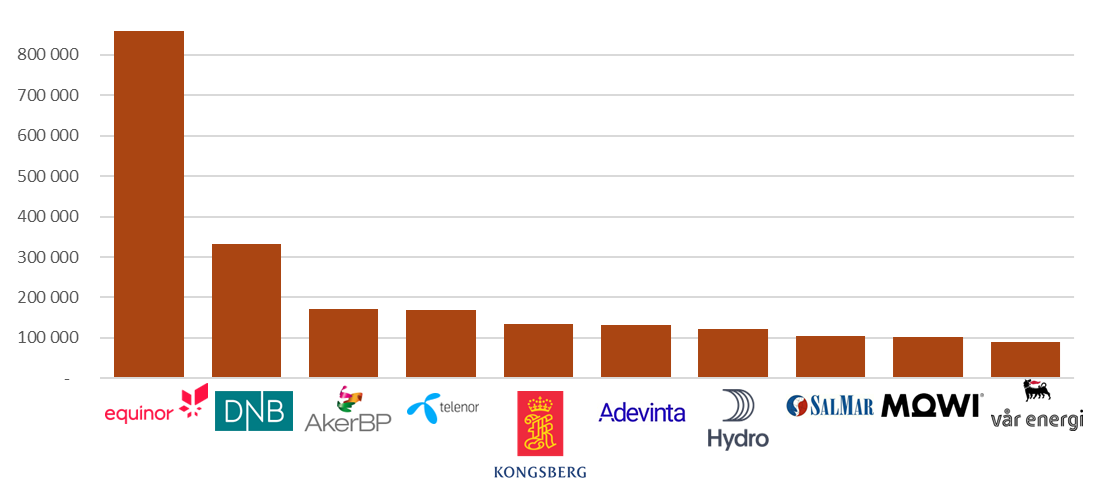 800 000
700 000
600 000
500 000
400 000
300 000
200 000
100 000
-
equinor
DNB
AkerBP
telenor
KONGSBERG
Adevinta
Hydro
SALMAR
MOWI®
vår energi